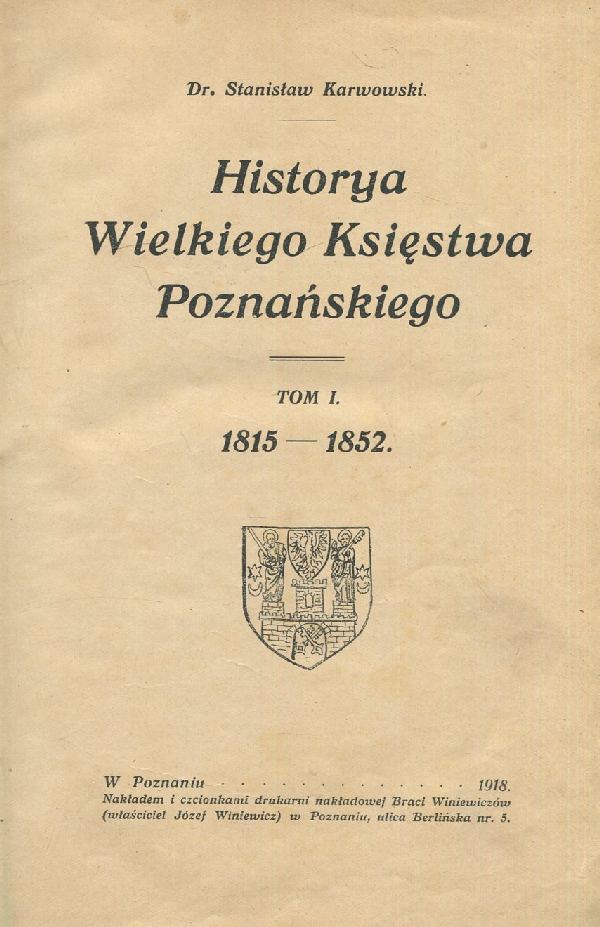 Dr. Stanisław Karwowski.
Historya
Wielkiego Księstwa
Poznańskiego
TOM I.
1815 — 1852.
W Poznaniu . . . . . . . . . . . . . 1918.
Nakładem i czcionkami drukarni nakładowej Braci Winiewiczów
(właściciel Józef Winiewicz) w Poznaniu, ulica Berlińska nr. 5.